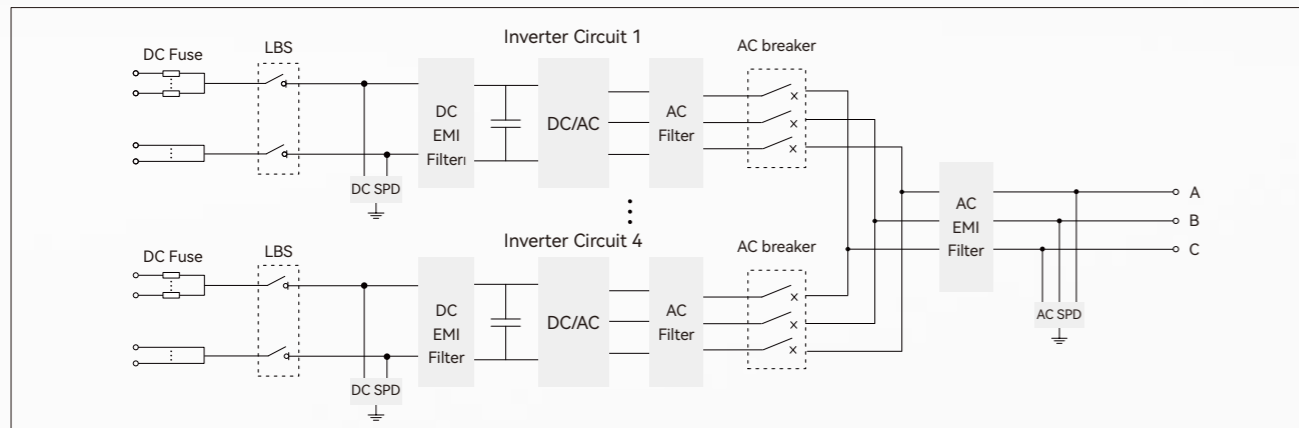 Inverter Circuit 1
DC Fuse
LBS
AC breaker
DC
EMI
Filter
DC/AC
AC
Filter
DC SPD
AC
EMI
Filter
A
B
C
AC SPD
Inverter Circuit 4
DC Fuse
LBS
AC breaker
DC
EMI
Filter
DC/AC
AC
Filter
DC SPD